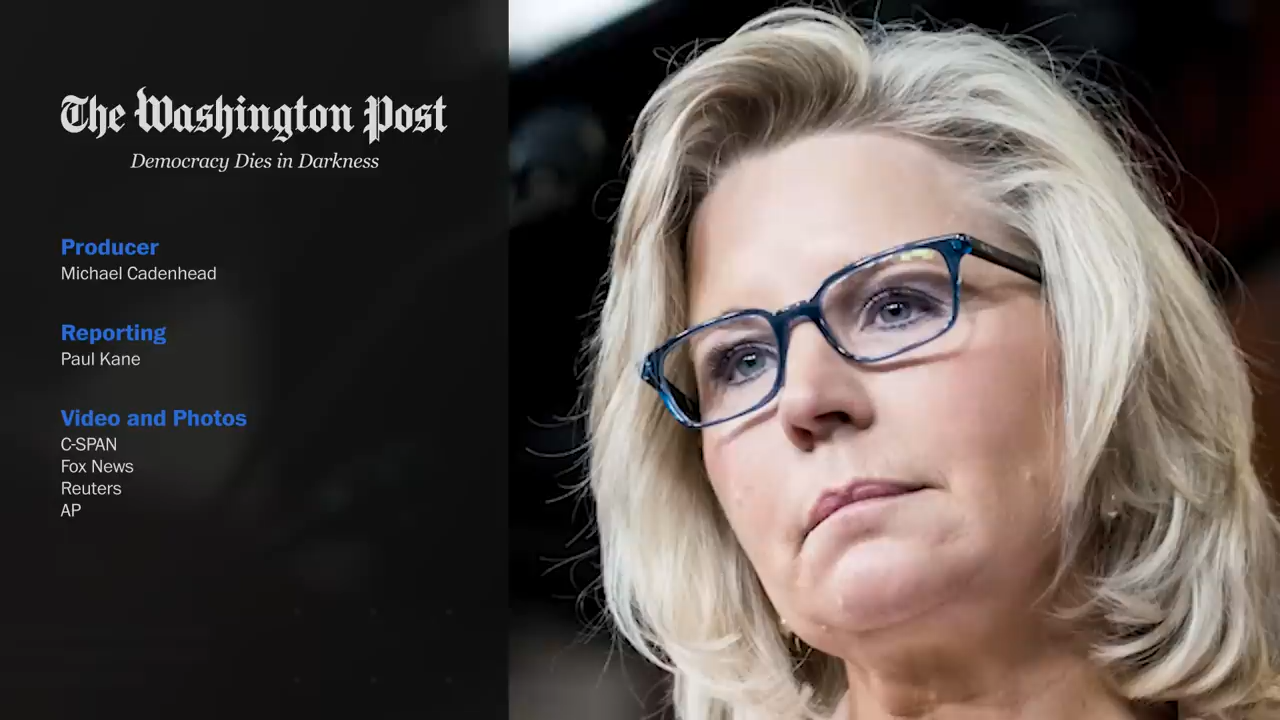 The Washington Post
Democracy Dies in Darkness
Producer
Michael Cadenhead
Reporting
Paul Kane
Video and Photos
C-SPAN
Fox News
Reuters
AP